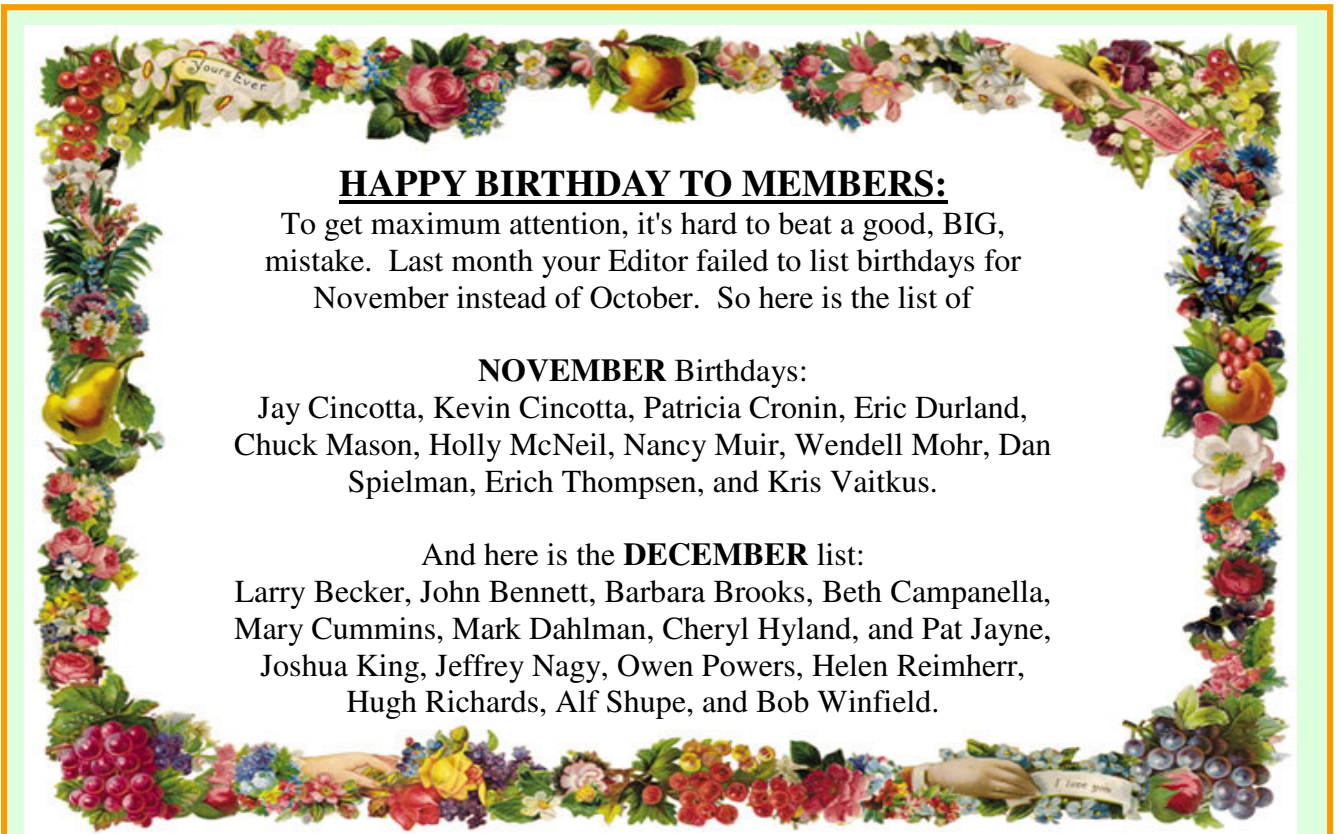 Yours Ever
HAPPY BIRTHDAY TO MEMBERS:
To get maximum attention, it's hard to beat a good, BIG,
mistake.  Last month your Editor failed to list birthdays for
November instead of October.  So here is the list of
NOVEMBER Birthdays:
Jay Cincotta, Kevin Cincotta, Patricia Cronin, Eric Durland,
Chuck Mason, Holly McNeil, Nancy Muir, Wendell Mohr, Dan
Spielman, Erich Thompsen, and Kris Vaitkus.
And here is the DECEMBER list:
Larry Becker, John Bennett, Barbara Brooks, Beth Campanella,
Mary Cummins, Mark Dahlman, Cheryl Hyland, and Pat Jayne,
Joshua King, Jeffrey Nagy, Owen Powers, Helen Reimherr,
Hugh Richards, Alf Shupe, and Bob Winfield.
I love you